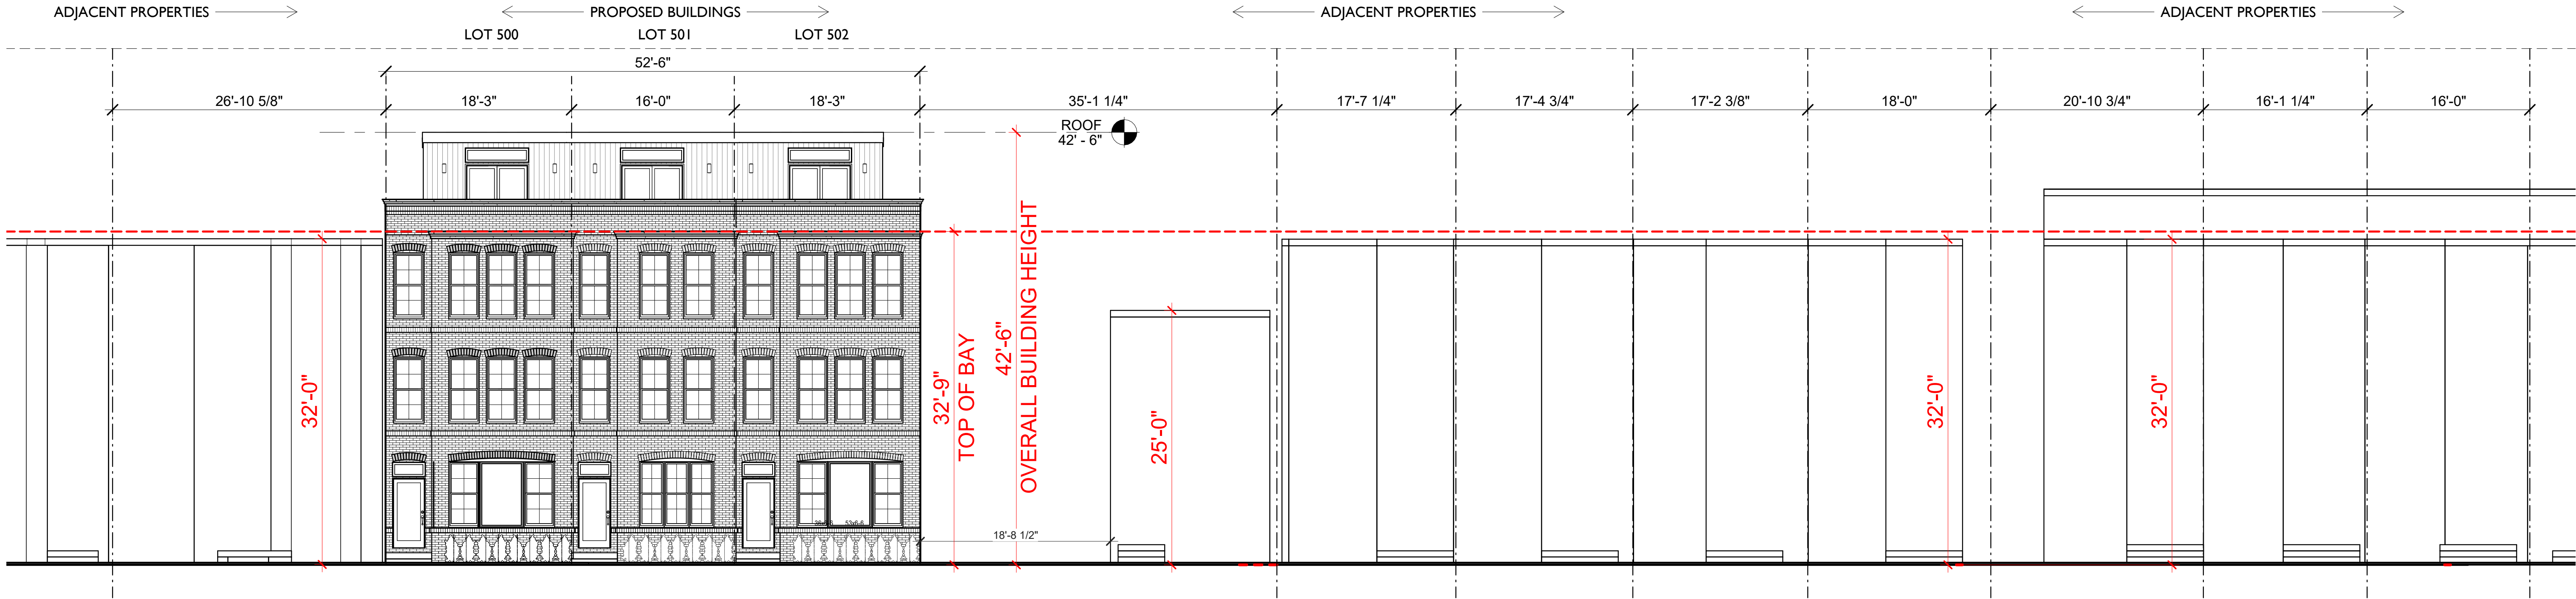 ADJACENT PROPERTIES
PROPOSED BUILDINGS
ADJACENT PROPERTIES
ADJACENT PROPERTIES
LOT 500
LOT 501
LOT 502
52'-6"
26'-10 5/8"
18'-3"
16'-0"
18'-3"
35'-1 1/4"
17'-7 1/4"
17'-4 3/4"
17'-2 3/8"
18'-0"
20'-10 3/4"
16'-1 1/4"
16'-0"
ROOF
42' - 6"
32'-0"
32'-9"
TOP OF BAY
42'-6"
OVERALL BUILDING HEIGHT
25'-0"
32'-0"
32'-0"
18'-8 1/2"